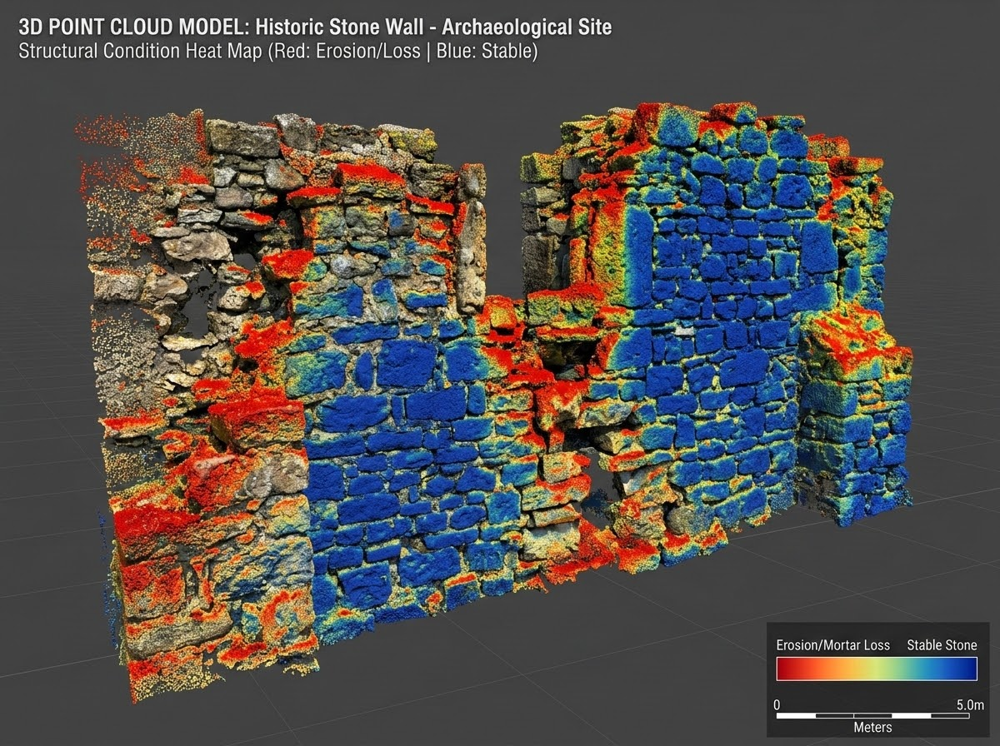 3D POINT CLOUD MODEL: Historic Stone Wall - Archaeological Site
Structural Condition Heat Map (Red: Erosion/Loss | Blue: Stable)
Erosion/Mortar Loss Stable Stone
0 5.0m
Meters